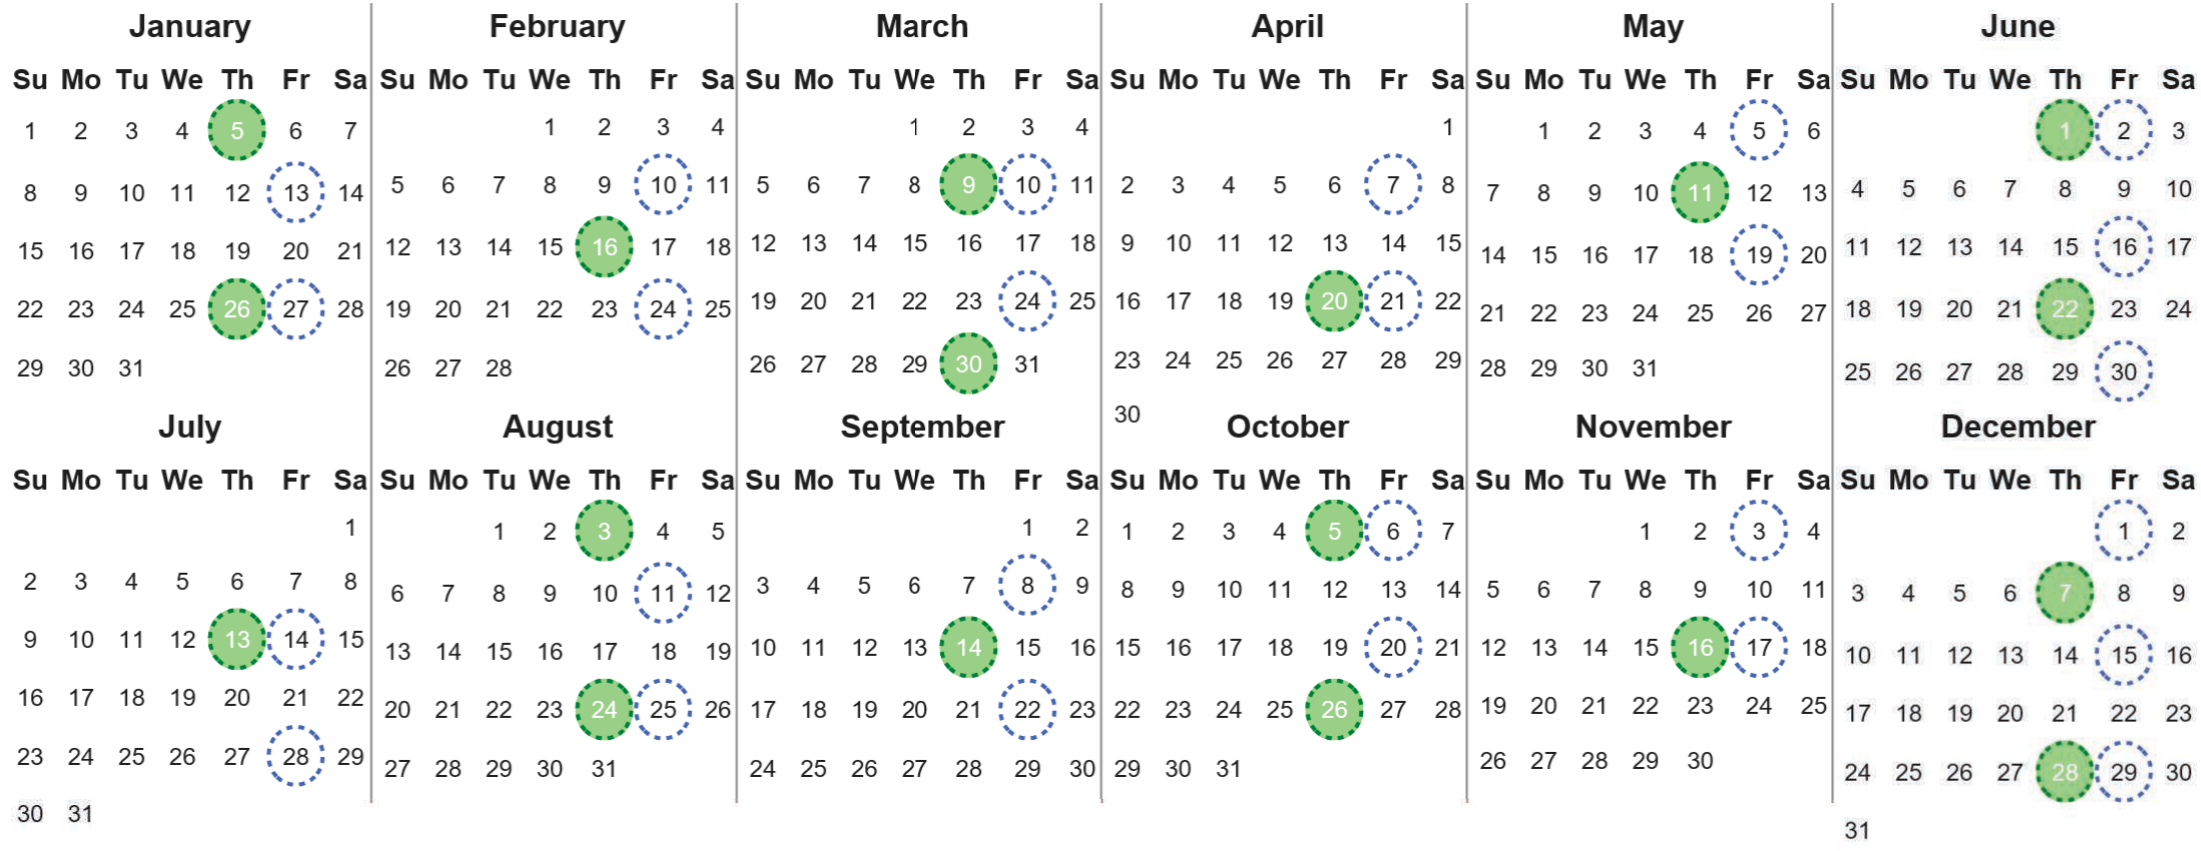 January
Su Mo Tu We Th Fr Sa
1 2 3 4 5 6 7
8 9 10 11 12 13 14
15 16 17 18 19 20 21
22 23 24 25 26 27 28
29 30 31
February
Su Mo Tu We Th Fr Sa
1 2 3 4
5 6 7 8 9 10 11
12 13 14 15 16 17 18
19 20 21 22 23 24 25
26 27 28
March
Su Mo Tu We Th Fr Sa
1 2 3 4
5 6 7 8 9 10 11
12 13 14 15 16 17 18
19 20 21 22 23 24 25
26 27 28 29 30 31
April
Su Mo Tu We Th Fr Sa
1
2 3 4 5 6 7 8
9 10 11 12 13 14 15
16 17 18 19 20 21 22
23 24 25 26 27 28 29
30
May
Su Mo Tu We Th Fr Sa
1 2 3 4 5 6
7 8 9 10 11 12 13
14 15 16 17 18 19 20
21 22 23 24 25 26 27
28 29 30 31
June
Su Mo Tu We Th Fr Sa
1 2 3
4 5 6 7 8 9 10
11 12 13 14 15 16 17
18 19 20 21 22 23 24
25 26 27 28 29 30
July
Su Mo Tu We Th Fr Sa
1
2 3 4 5 6 7 8
9 10 11 12 13 14 15
16 17 18 19 20 21 22
23 24 25 26 27 28 29
30 31
August
Su Mo Tu We Th Fr Sa
1 2 3 4 5
6 7 8 9 10 11 12
13 14 15 16 17 18 19
20 21 22 23 24 25 26
27 28 29 30 31
September
Su Mo Tu We Th Fr Sa
1 2
3 4 5 6 7 8 9
10 11 12 13 14 15 16
17 18 19 20 21 22 23
24 25 26 27 28 29 30
October
Su Mo Tu We Th Fr Sa
1 2 3 4 5 6 7
8 9 10 11 12 13 14
15 16 17 18 19 20 21
22 23 24 25 26 27 28
29 30 31
November
Su Mo Tu We Th Fr Sa
1 2 3 4
5 6 7 8 9 10 11
12 13 14 15 16 17 18
19 20 21 22 23 24 25
26 27 28 29 30
December
Su Mo Tu We Th Fr Sa
1 2
3 4 5 6 7 8 9
10 11 12 13 14 15 16
17 18 19 20 21 22 23
24 25 26 27 28 29 30
31